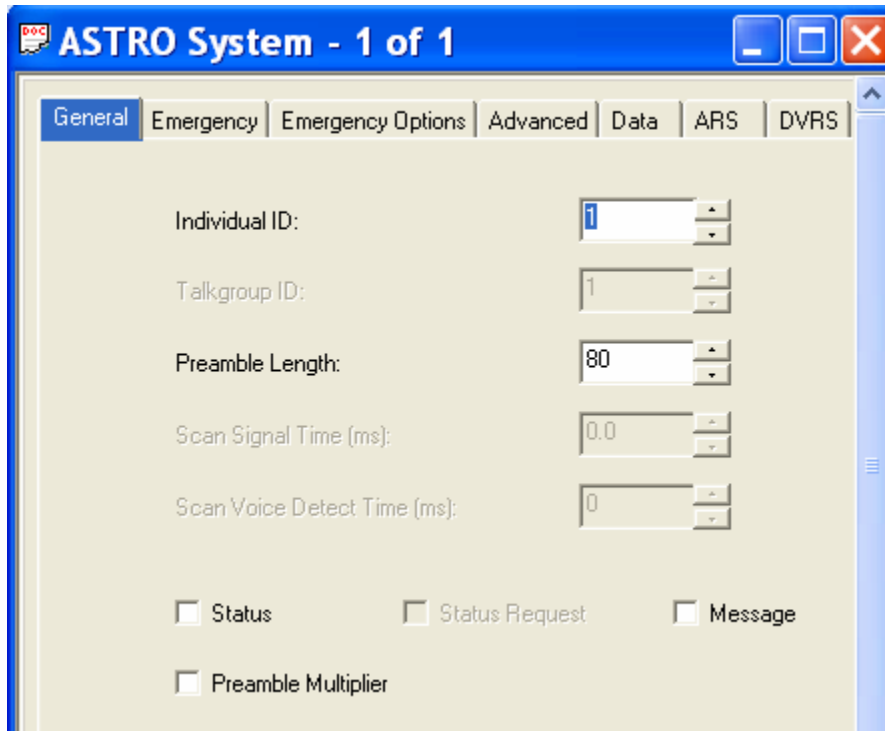 DOC
ASTRO System - 1 of 1
General Emergency Emergency Options Advanced Data ARS DVRS
Individual ID: 1
Talkgroup ID: 1
Preamble Length: 80
Scan Signal Time (ms): 0.0
Scan Voice Detect Time (ms): 0
Status Status Request Message
Preamble Multiplier